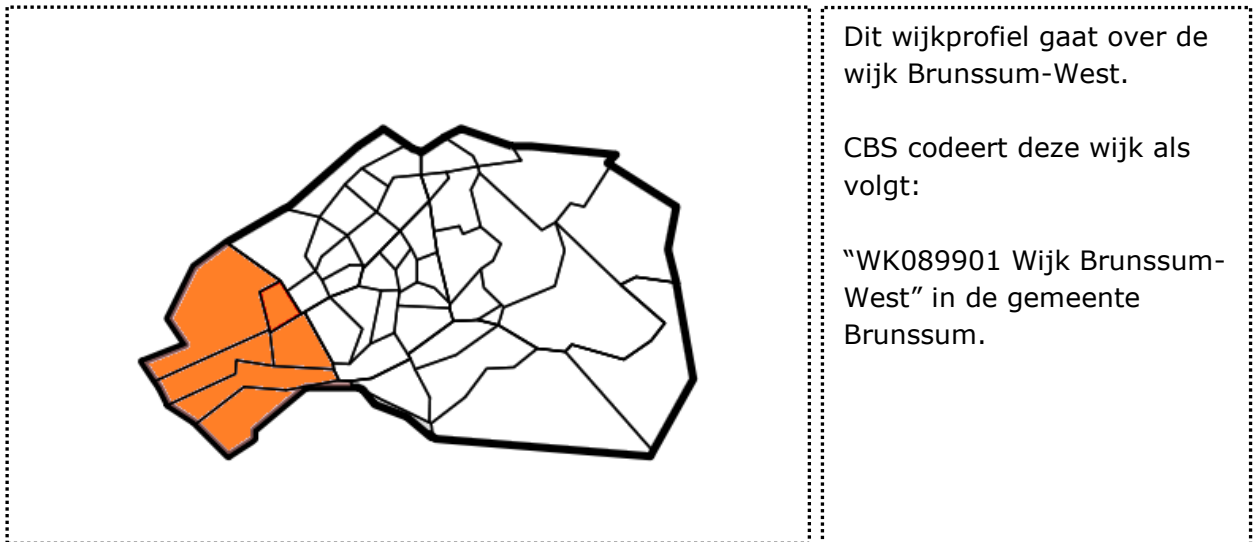 Dit wijkprofiel gaat over de
wijk Brunssum-West.
CBS codeert deze wijk als
volgt:
“WK089901 Wijk Brunssum-
West” in de gemeente
Brunssum.